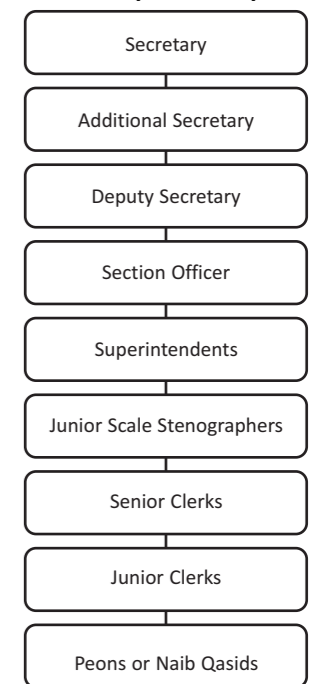 Secretary
Additional Secretary
Deputy Secretary
Section Officer
Superintendents
Junior Scale Stenographers
Senior Clerks
Junior Clerks
Peons or Naib Qasids